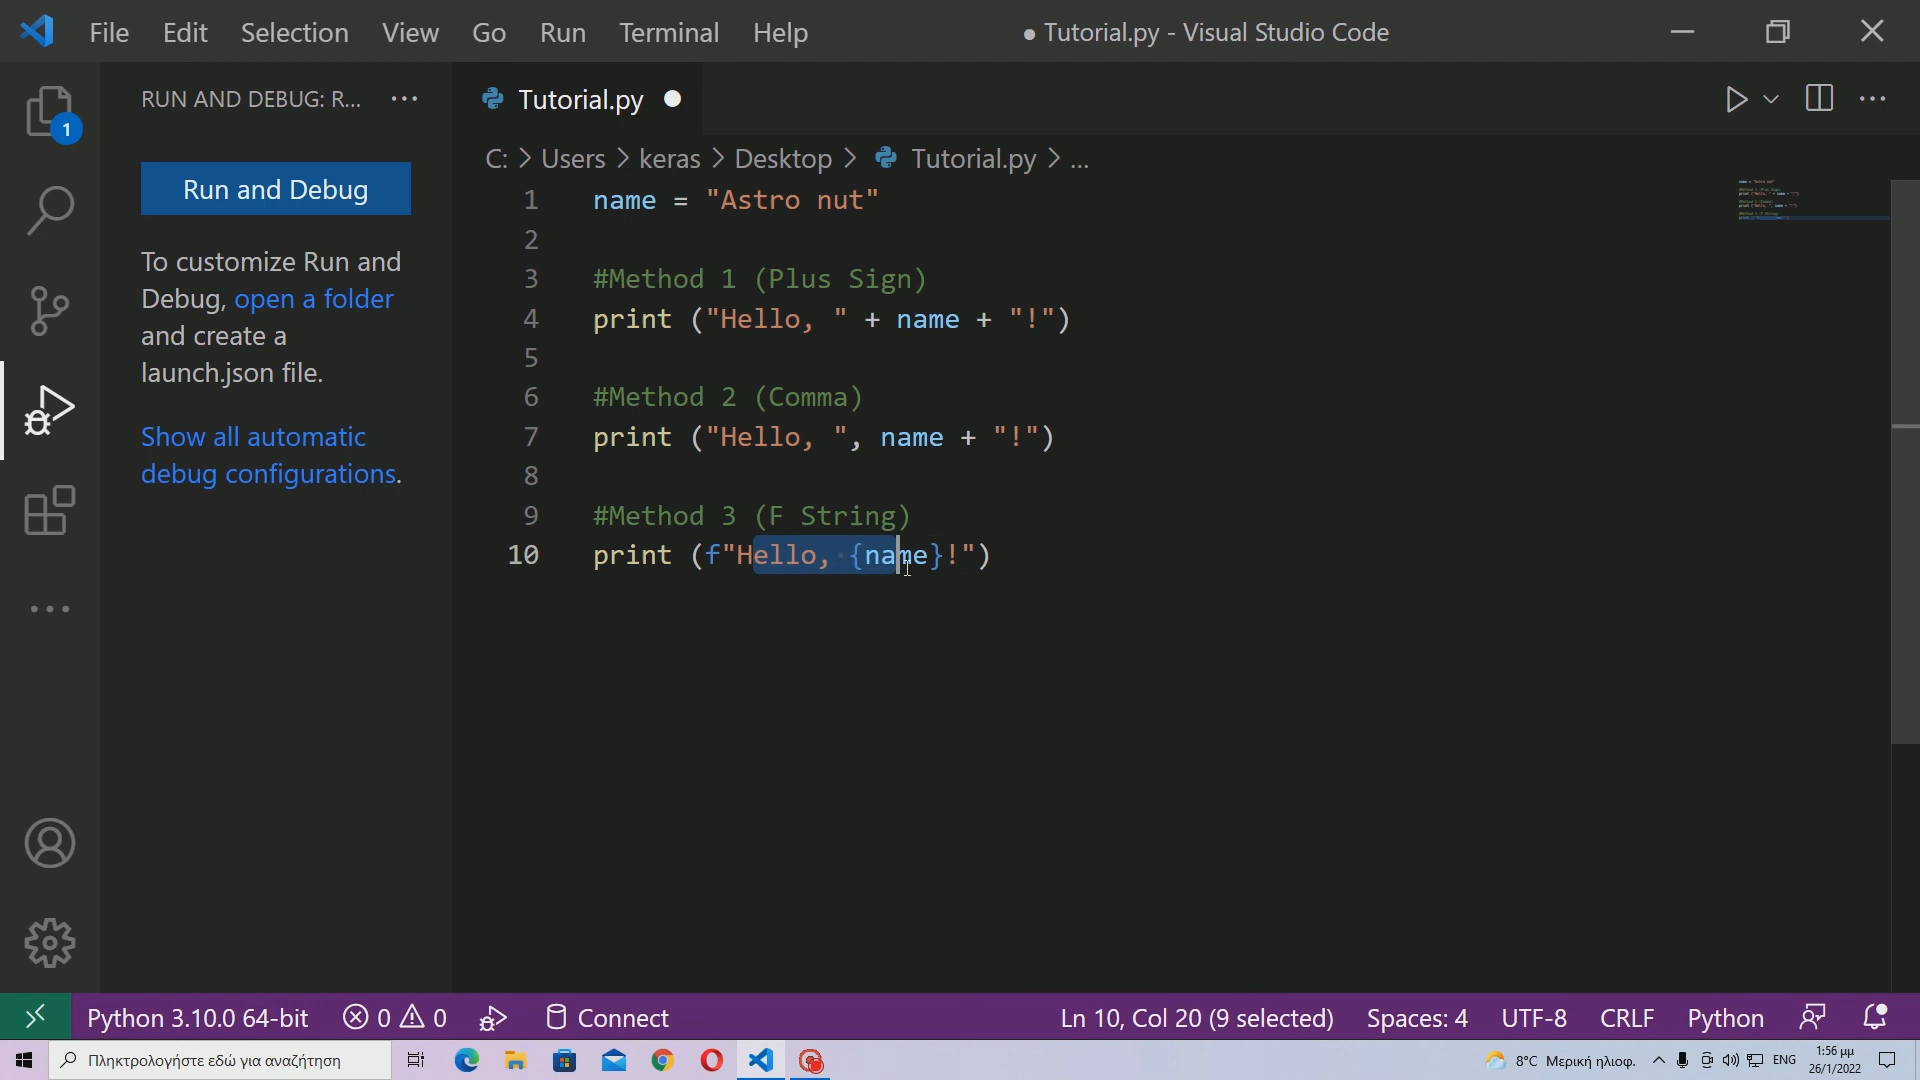 File Edit Selection View Go Run Terminal Help ● Tutorial.py - Visual Studio Code
RUN AND DEBUG: R... ···
Tutorial.py
1
C: > Users > keras > Desktop > Tutorial.py > ...
Run and Debug
To customize Run and
Debug, open a folder
and create a
launch.json file.
Show all automatic
debug configurations.
1 name = "Astro nut"
2
3 #Method 1 (Plus Sign)
4 print ("Hello, " + name + "!")
5
6 #Method 2 (Comma)
7 print ("Hello, ", name + "!")
8
9 #Method 3 (F String)
10 print (f"Hello, {name}!")
Python 3.10.0 64-bit 0 0 Connect Ln 10, Col 20 (9 selected) Spaces: 4 UTF-8 CRLF Python
Πληκτρολογήστε εδώ για αναζήτηση 8°C Μερική ηλιοφ. ENG 1:56 μμ
26/1/2022